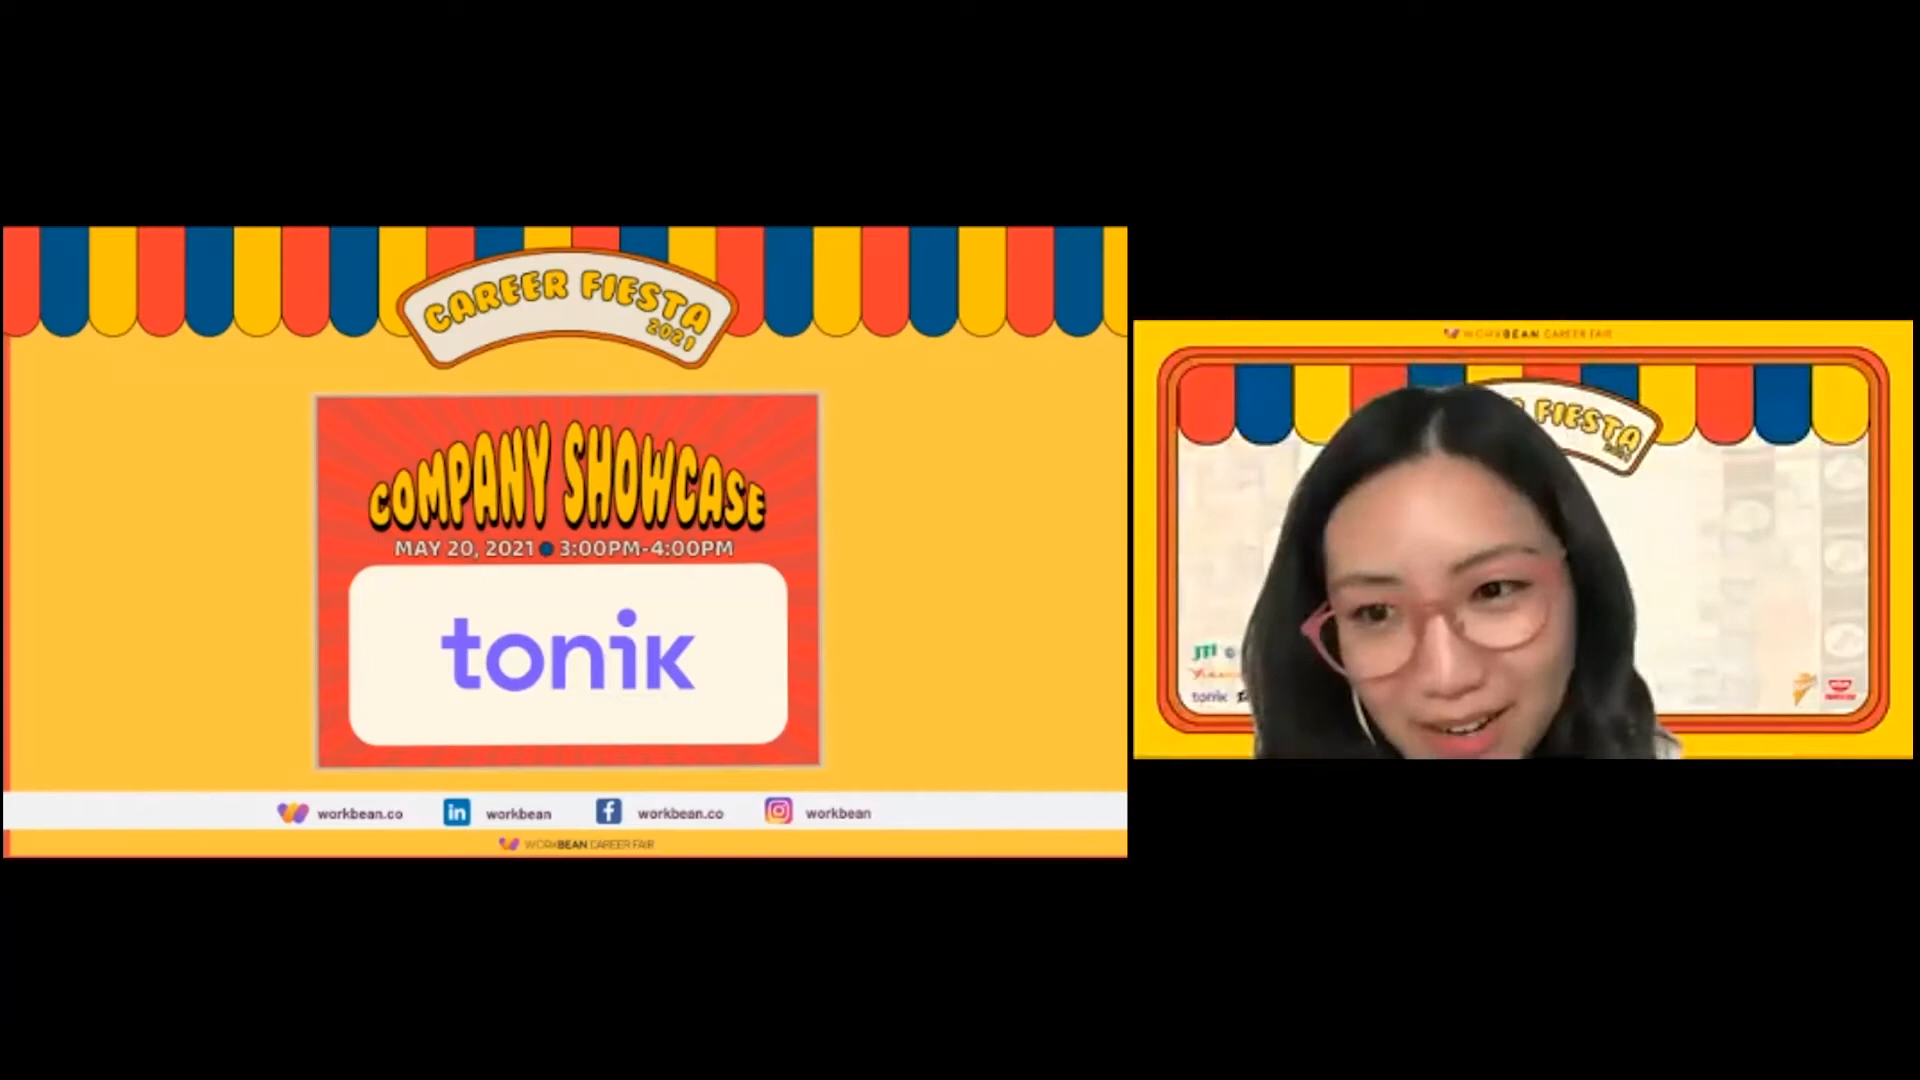 CAREER FIESTA
2021
COMPANY SHOWCASE
MAY 20, 2021 3:00PM-4:00PM
tonik
workbean.co
workbean
workbean.co
workbean
WORKBEAN CAREER FAIR
WORKBEAN CAREER FAIR
FIESTA
JTI
tonik